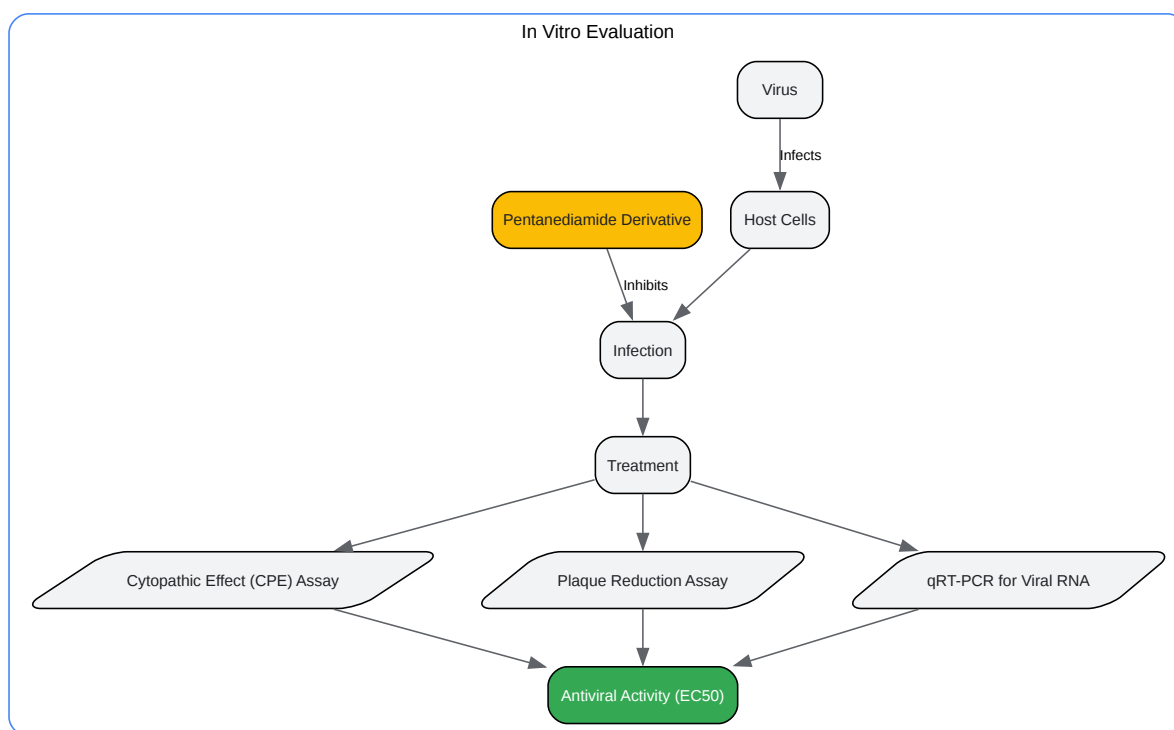 In Vitro Evaluation
Virus
Infects
Pentanediamide Derivative
Host Cells
Inhibits
Infection
Treatment
Cytopathic Effect (CPE) Assay
Plaque Reduction Assay
qRT-PCR for Viral RNA
Antiviral Activity (EC50)